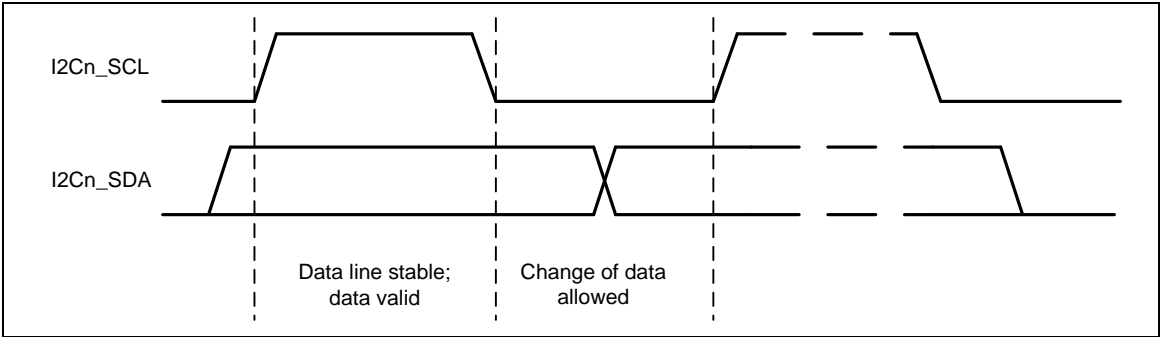 I2Cn_SCL
I2Cn_SDA
Data line stable;
data valid
Change of data
allowed